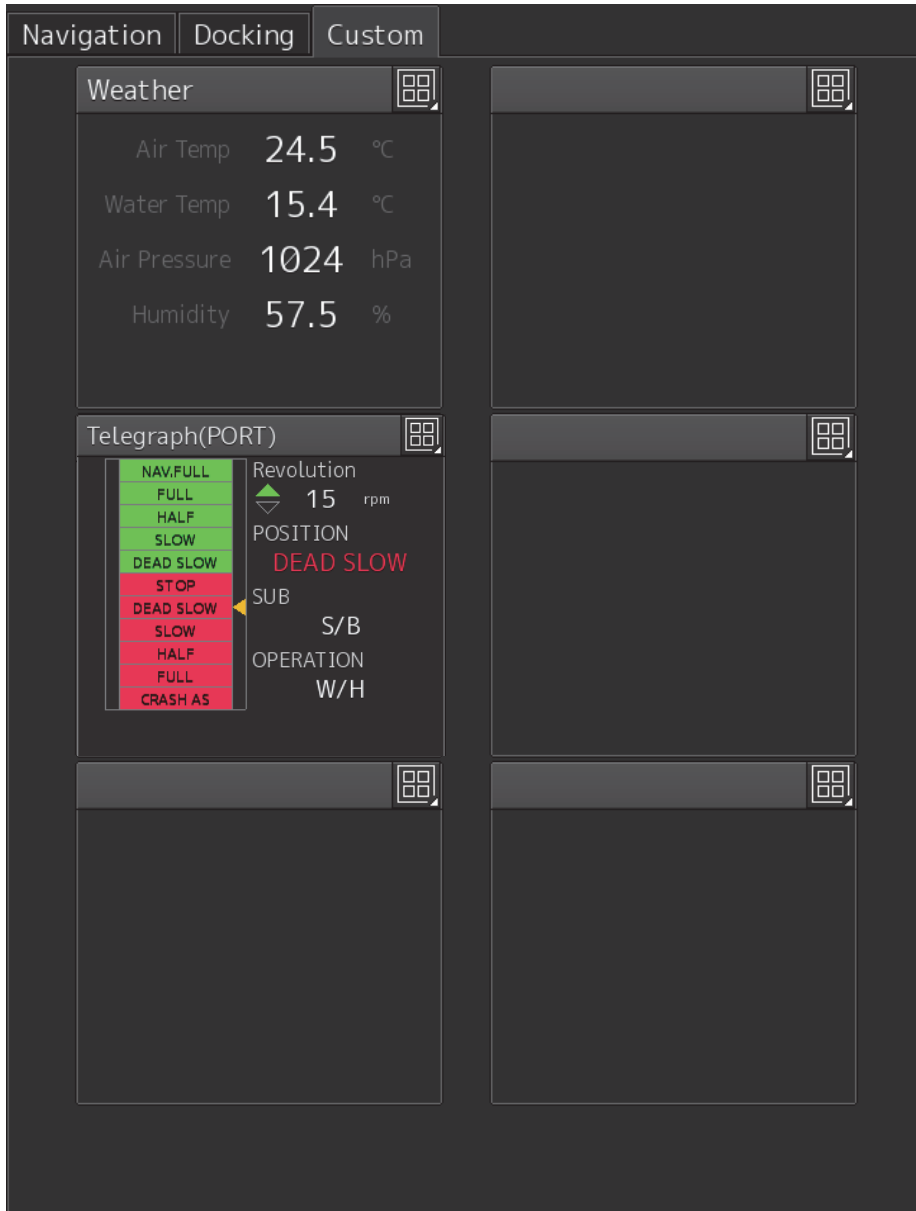 Navigation Docking Custom
Weather
Air Temp 24.5 °C
Water Temp 15.4 °C
Air Pressure 1024 hPa
Humidity 57.5 %
Telegraph(PORT)
NAV.FULL
FULL
HALF
SLOW
DEAD SLOW
STOP
DEAD SLOW
SLOW
HALF
FULL
CRASH AS
Revolution
15 rpm
POSITION
DEAD SLOW
SUB
S/B
OPERATION
W/H